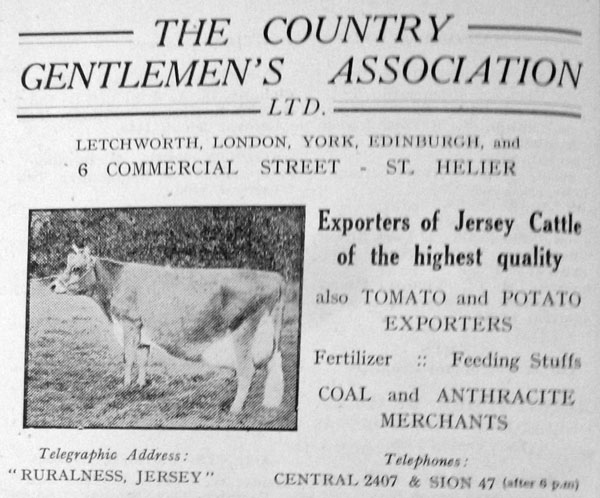 THE COUNTRY
GENTLEMEN'S ASSOCIATION
LTD.
LETCHWORTH, LONDON, YORK, EDINBURGH, and
6 COMMERCIAL STREET - ST. HELIER
Exporters of Jersey Cattle
of the highest quality
also TOMATO and POTATO
EXPORTERS
Fertilizer :: Feeding Stuffs
COAL and ANTHRACITE
MERCHANTS
Telegraphic Address:
"RURALNESS, JERSEY"
Telephones:
CENTRAL 2407 & SION 47 (after 6 p.m)